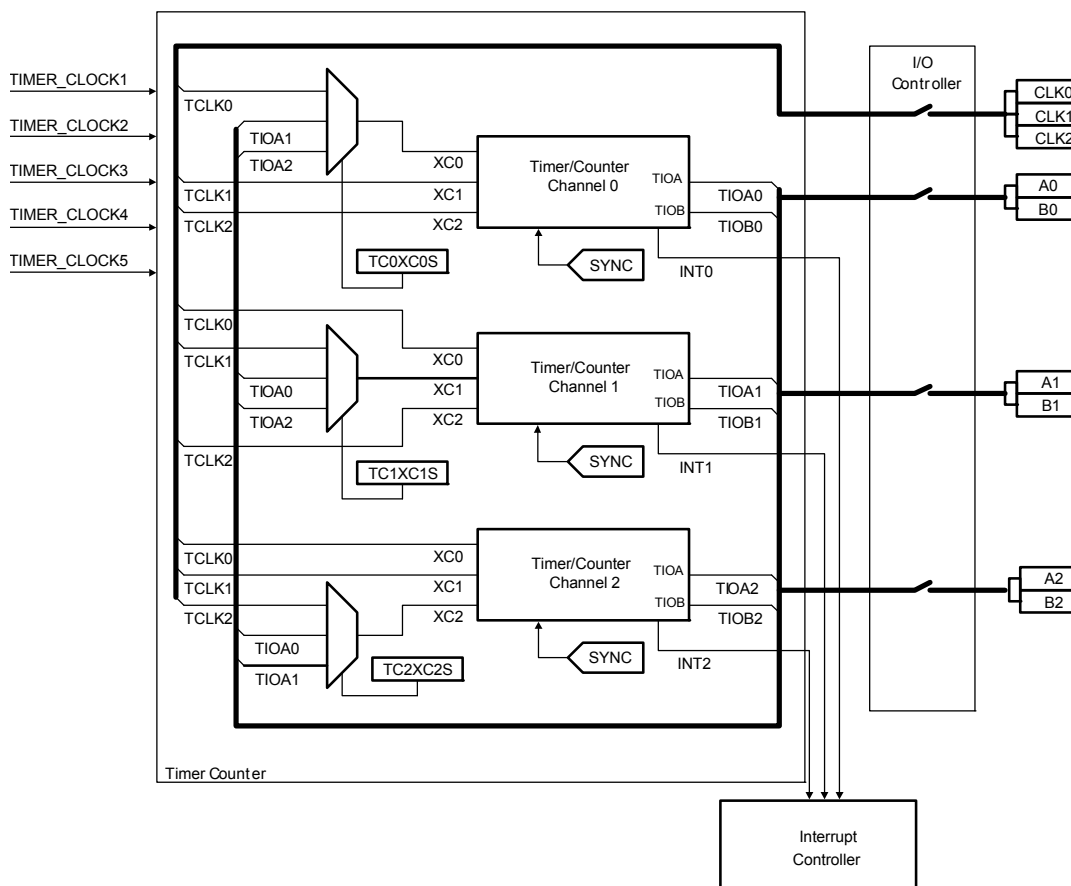 I/O
Controller
TIMER_CLOCK1
TIMER_CLOCK2
TIMER_CLOCK3
TIMER_CLOCK4
TIMER_CLOCK5
CLK0
CLK1
CLK2
TCLK0
TIOA1
TIOA2
XC0
TCLK1
XC1
TCLK2
XC2
Timer/Counter
Channel 0
TIOA
TIOB
TIOA0
TIOB0
A0
B0
TC0XC0S
SYNC
INT0
TCLK0
TCLK1
TIOA0
TIOA2
TCLK2
XC0
XC1
XC2
Timer/Counter
Channel 1
TIOA
TIOB
TIOA1
TIOB1
A1
B1
TC1XC1S
SYNC
INT1
TCLK0
TCLK1
TCLK2
TIOA0
TIOA1
XC0
XC1
XC2
Timer/Counter
Channel 2
TIOA
TIOB
TIOA2
TIOB2
A2
B2
TC2XC2S
SYNC
INT2
Timer Counter
Interrupt
Controller